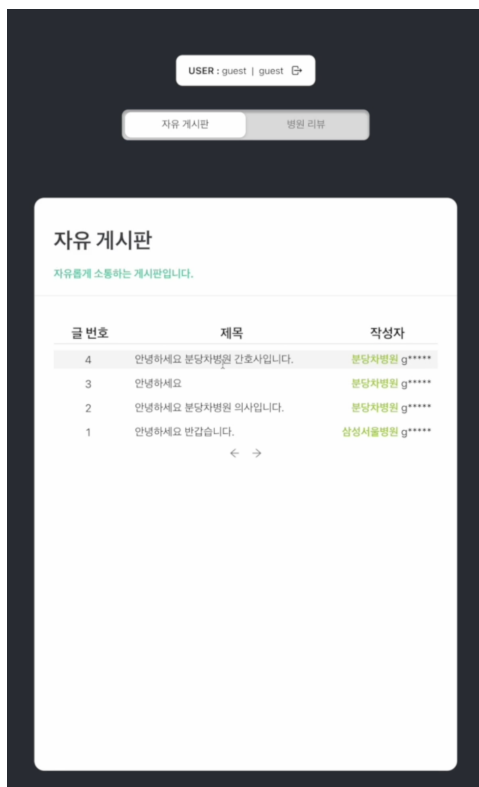 USER : guest | guest
자유 게시판 병원 리뷰
자유 게시판
자유롭게 소통하는 게시판입니다.
글 번호 제목 작성자
4 안녕하세요 분당차병원 간호사입니다. 분당차병원 g*****
3 안녕하세요 분당차병원 g*****
2 안녕하세요 분당차병원 의사입니다. 분당차병원 g*****
1 안녕하세요 반갑습니다. 삼성서울병원 g*****